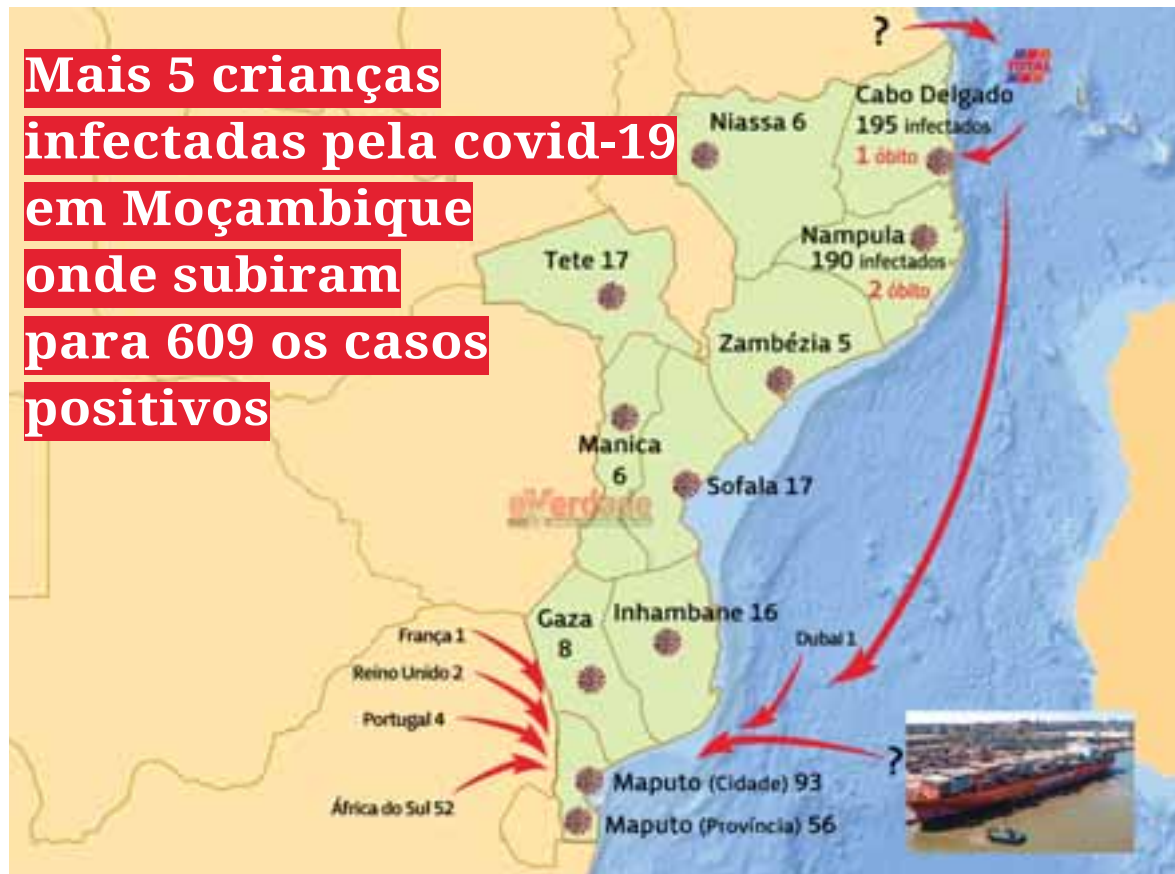 Mais 5 crianças
infectadas pela covid-19
em Moçambique
onde subiram
para 609 os casos
positivos
?
TOTAL
Cabo Delgado
195 infectados
1 óbito
Niassa 6
Nampula
190 infectados
2 óbito
Tete 17
Zambézia 5
Manica
6
Sofala 17
@Verdade
Gaza
8
Inhambane 16
França 1
Reino Unido 2
Portugal 4
África do Sul 52
Dubai 1
?
Maputo (Cidade) 93
Maputo (Província) 56